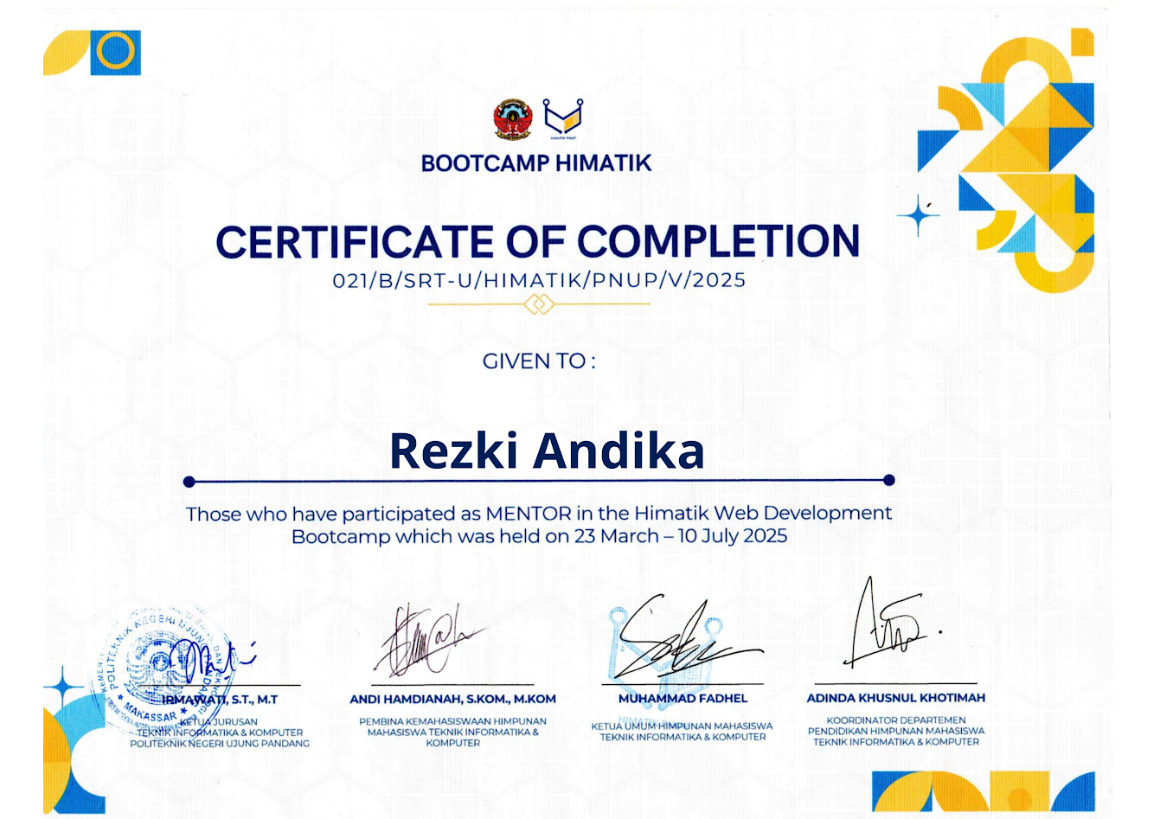 BOOTCAMP HIMATIK
CERTIFICATE OF COMPLETION
021/B/SRT-U/HIMATIK/PNUP/V/2025
GIVEN TO :
Rezki Andika
Those who have participated as MENTOR in the Himatik Web Development
Bootcamp which was held on 23 March – 10 July 2025
IRMAWATI, S.T., M.T
KETUA JURUSAN
TEKNIK INFORMATIKA & KOMPUTER
POLITEKNIK NEGERI UJUNG PANDANG
MAKASSAR
ANDI HAMDIANAH, S.KOM., M.KOM
PEMBINA KEMAHASISWAAN HIMPUNAN
MAHASISWA TEKNIK INFORMATIKA &
KOMPUTER
MUHAMMAD FADHEL
KETUA UMUM HIMPUNAN MAHASISWA
TEKNIK INFORMATIKA & KOMPUTER
ADINDA KHUSNUL KHOTIMAH
KOORDINATOR DEPARTEMEN
PENDIDIKAN HIMPUNAN MAHASISWA
TEKNIK INFORMATIKA & KOMPUTER